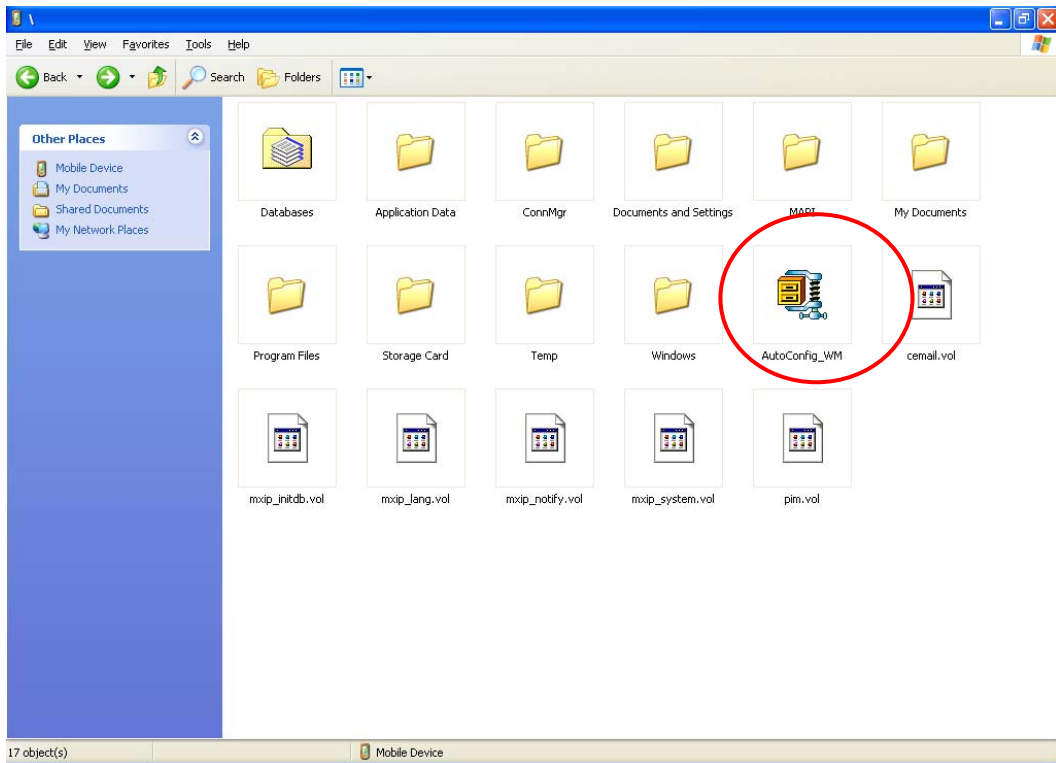 \
File Edit View Favorites Tools Help
Back Search Folders
Other Places
Mobile Device
My Documents
Shared Documents
My Network Places
Databases Application Data ConnMgr Documents and Settings MAPI My Documents
Program Files Storage Card Temp Windows AutoConfig_WM cemail.vol
mxip_initdb.vol mxip_lang.vol mxip_notify.vol mxip_system.vol pim.vol
17 object(s) Mobile Device